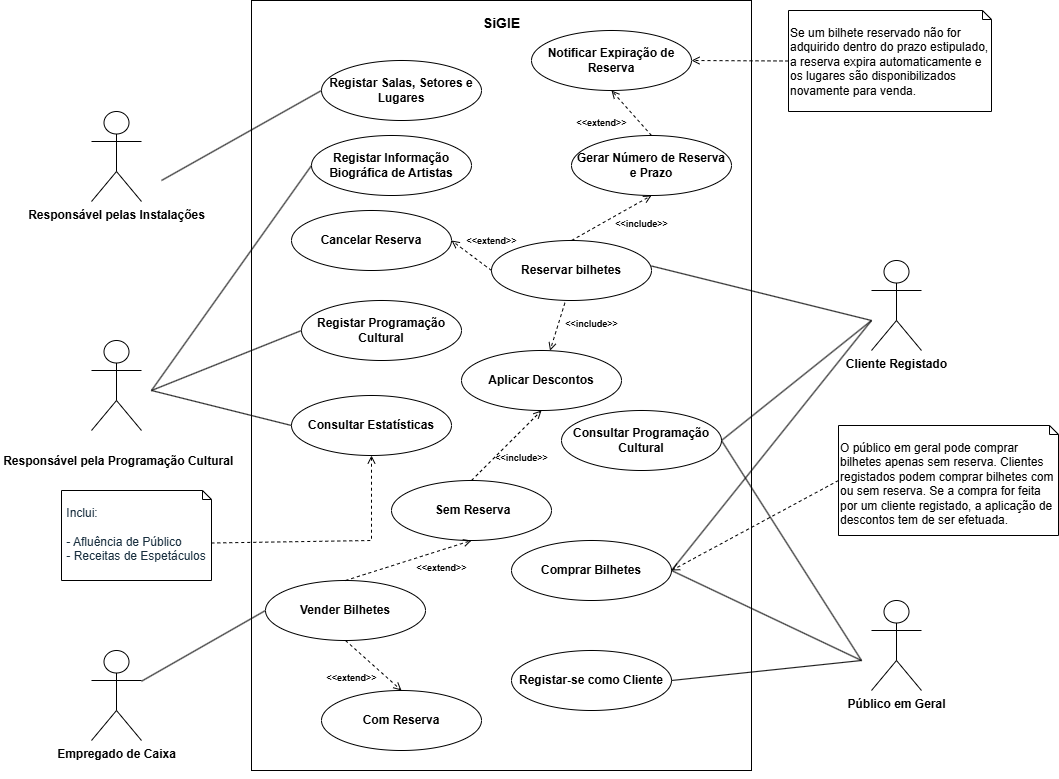 SiGIE
Notificar Expiração de
Reserva
Se um bilhete reservado não for
adquirido dentro do prazo estipulado,
a reserva expira automaticamente e
os lugares são disponibilizados
novamente para venda.
Registar Salas, Setores e
Lugares
<<extend>>
Registar Informação
Biográfica de Artistas
Gerar Número de Reserva
e Prazo
Responsável pelas Instalações
<<include>>
Cancelar Reserva
<<extend>>
Reservar bilhetes
Registar Programação
Cultural
<<include>>
Cliente Registado
Aplicar Descontos
Consultar Estatísticas
Consultar Programação
Cultural
Responsável pela Programação Cultural
<<include>>
O público em geral pode comprar
bilhetes apenas sem reserva. Clientes
registados podem comprar bilhetes com
ou sem reserva. Se a compra for feita
por um cliente registado, a aplicação de
descontos tem de ser efetuada.
Inclui:
- Afluência de Público
- Receitas de Espetáculos
Sem Reserva
<<extend>>
Comprar Bilhetes
Vender Bilhetes
<<extend>>
Registar-se como Cliente
Público em Geral
Com Reserva
Empregado de Caixa